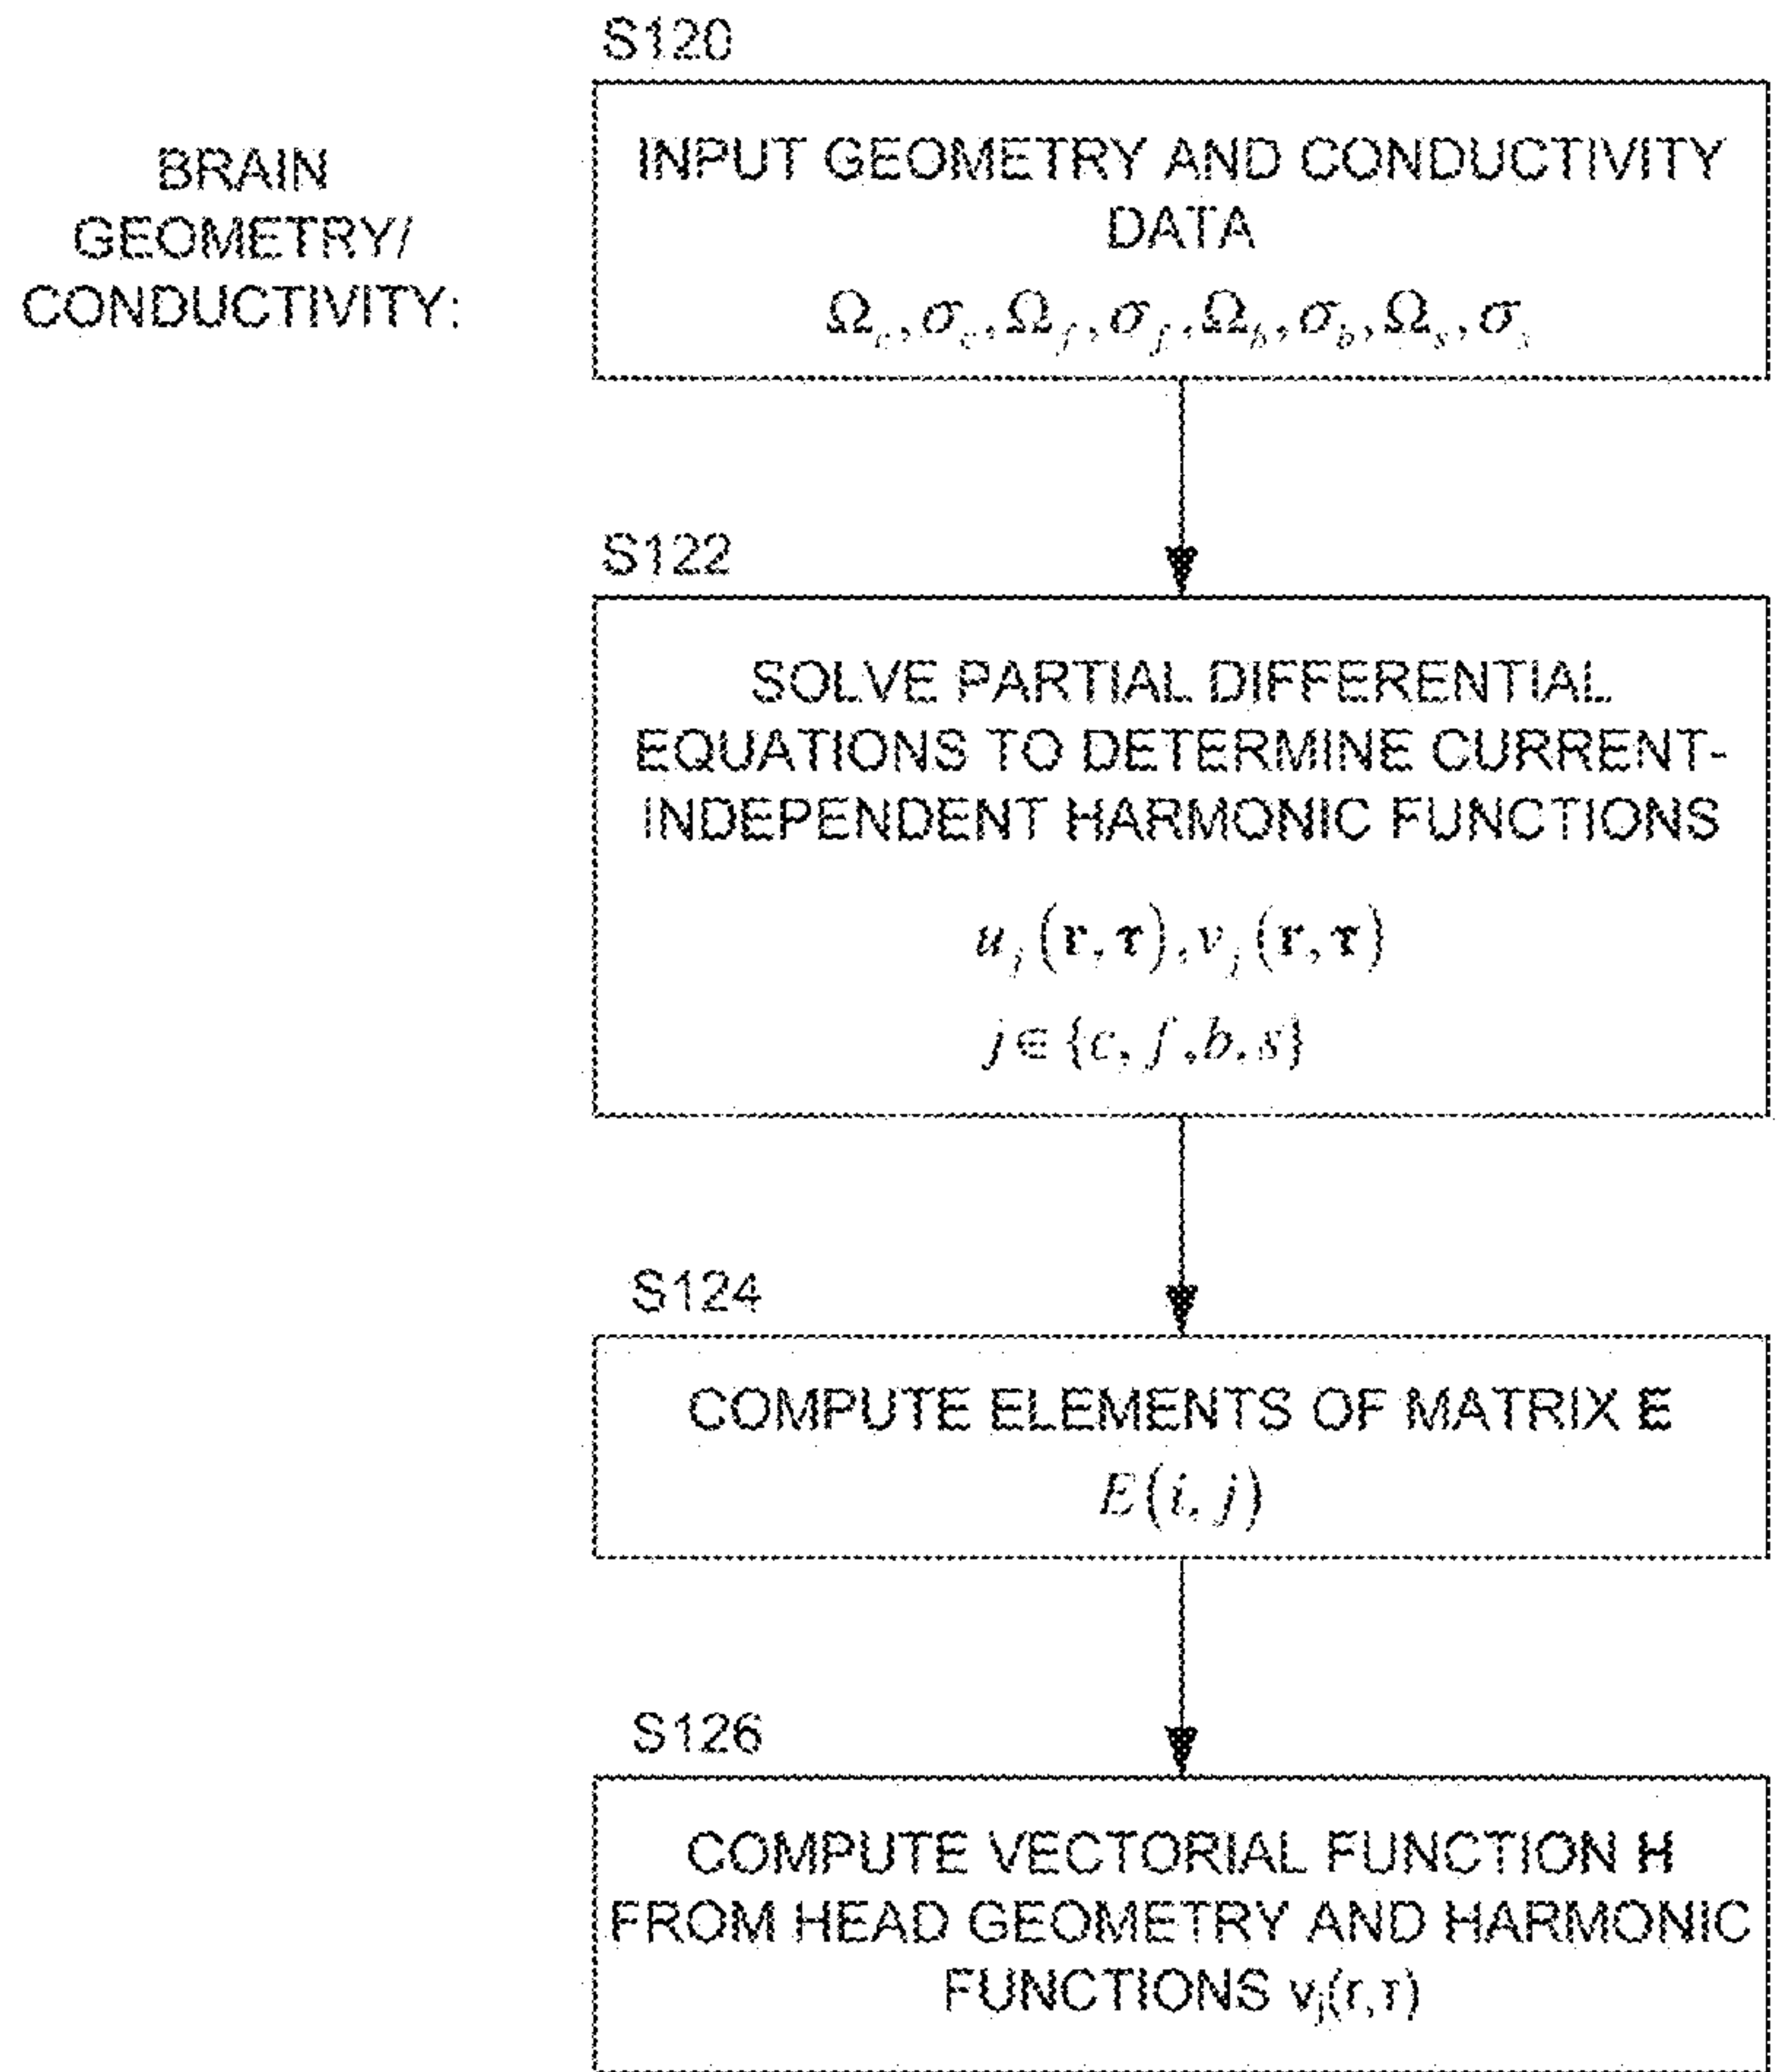 S120
BRAIN
GEOMETRY/
CONDUCTIVITY:
INPUT GEOMETRY AND CONDUCTIVITY
DATA
Ω_c, σ_c, Ω_f, σ_f, Ω_b, σ_b, Ω_s, σ_s
S122
SOLVE PARTIAL DIFFERENTIAL
EQUATIONS TO DETERMINE CURRENT-
INDEPENDENT HARMONIC FUNCTIONS
u_j(r, τ), v_j(r, τ)
j ∈ {c, f, b, s}
S124
COMPUTE ELEMENTS OF MATRIX E
E(i, j)
S126
COMPUTE VECTORIAL FUNCTION H
FROM HEAD GEOMETRY AND HARMONIC
FUNCTIONS v_j(r,τ)